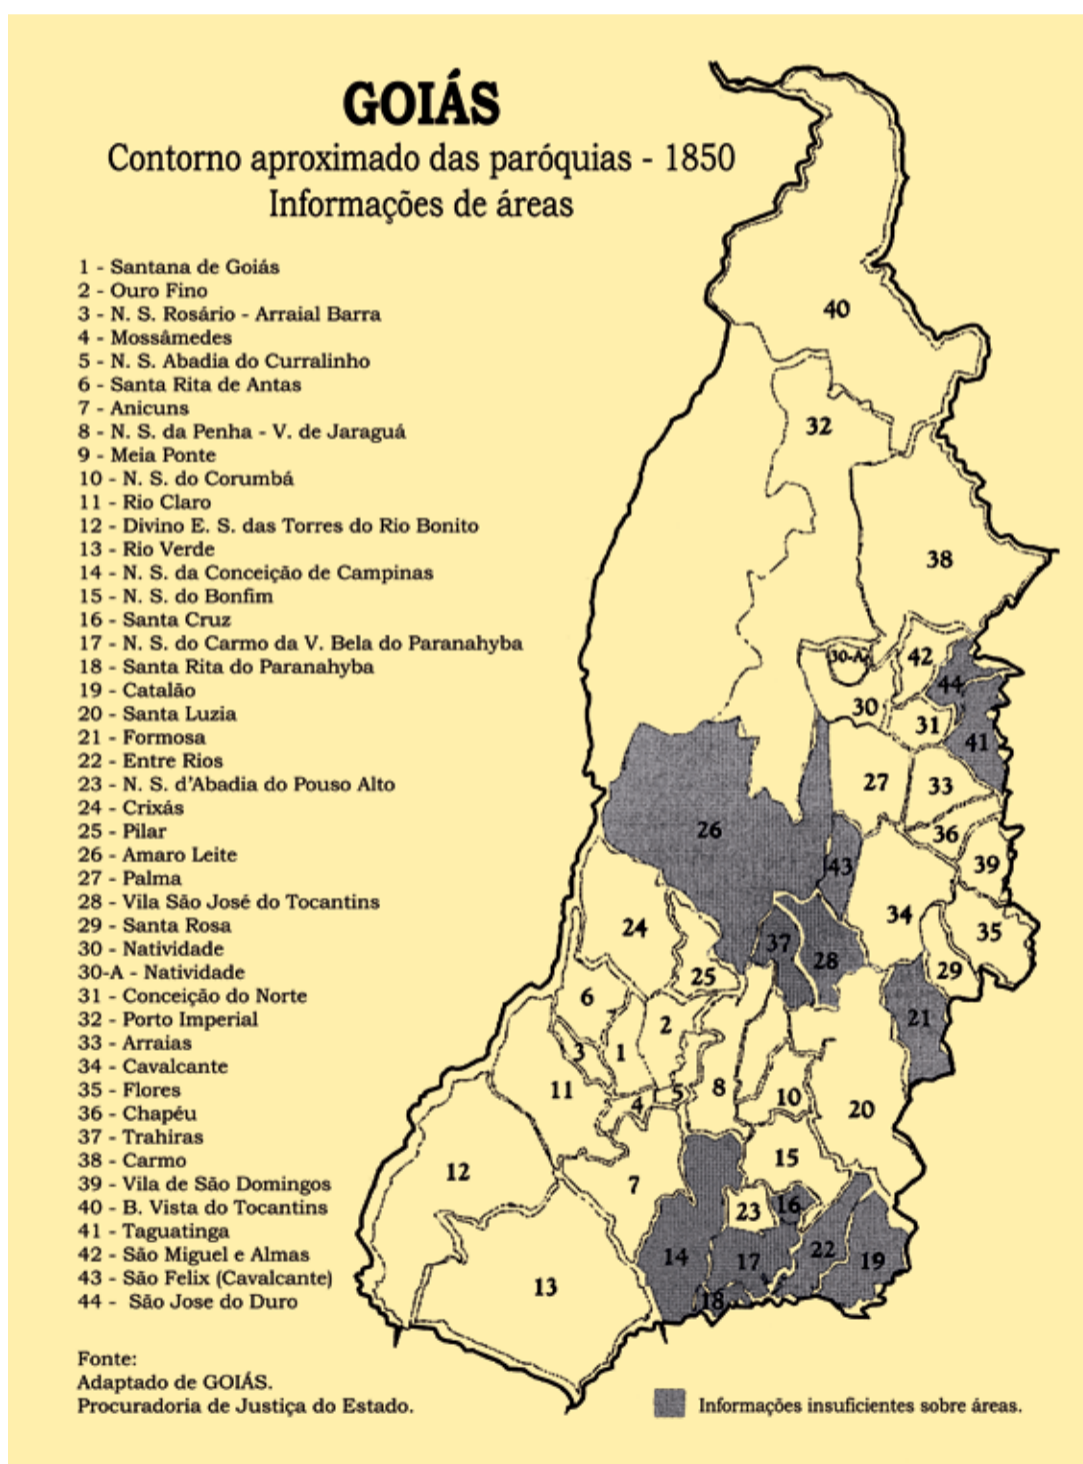 GOIÁS
Contorno aproximado das paróquias - 1850
Informações de áreas
1 - Santana de Goiás
2 - Ouro Fino
3 - N. S. Rosário - Arraial Barra
4 - Mossâmedes
5 - N. S. Abadia do Curralinho
6 - Santa Rita de Antas
7 - Anicuns
8 - N. S. da Penha - V. de Jaraguá
9 - Meia Ponte
10 - N. S. do Corumbá
11 - Rio Claro
12 - Divino E. S. das Torres do Rio Bonito
13 - Rio Verde
14 - N. S. da Conceição de Campinas
15 - N. S. do Bonfim
16 - Santa Cruz
17 - N. S. do Carmo da V. Bela do Paranahyba
18 - Santa Rita do Paranahyba
19 - Catalão
20 - Santa Luzia
21 - Formosa
22 - Entre Rios
23 - N. S. d'Abadia do Pouso Alto
24 - Crixás
25 - Pilar
26 - Amaro Leite
27 - Palma
28 - Vila São José do Tocantins
29 - Santa Rosa
30 - Natividade
30-A - Natividade
31 - Conceição do Norte
32 - Porto Imperial
33 - Arraias
34 - Cavalcante
35 - Flores
36 - Chapéu
37 - Trahiras
38 - Carmo
39 - Vila de São Domingos
40 - B. Vista do Tocantins
41 - Taguatinga
42 - São Miguel e Almas
43 - São Felix (Cavalcante)
44 - São Jose do Duro
Fonte:
Adaptado de GOIÁS.
Procuradoria de Justiça do Estado.
40
32
38
30-A
42
44
30
31
41
27
33
26
36
43
39
24
34
35
37
28
25
29
6
2
21
3
1
11
8
4
5
10
20
12
7
15
23
16
14
17
22
19
13
18
Informações insuficientes sobre áreas.